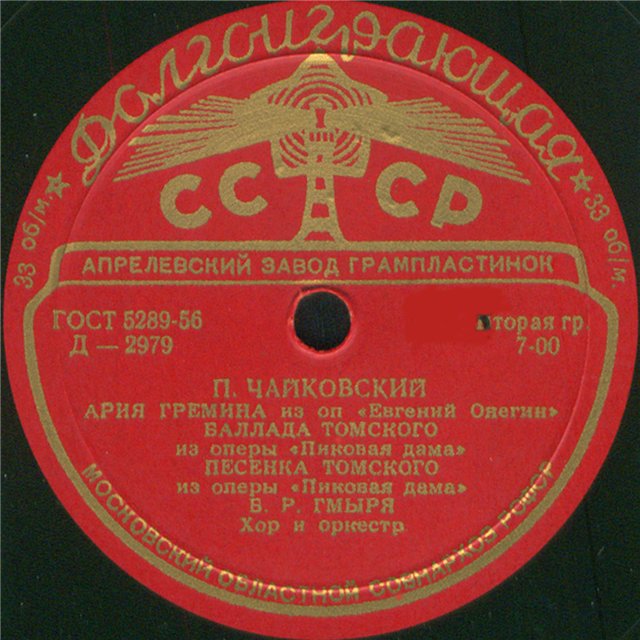 Долгоиграющая
33 об/м.
33 об/м.
СССР
АПРЕЛЕВСКИЙ ЗАВОД ГРАМПЛАСТИНОК
ГОСТ 5289-56
Вторая гр.
Д — 2979
7-00
П. ЧАЙКОВСКИЙ
АРИЯ ГРЕМИНА из оп «Евгений Онегин»
БАЛЛАДА ТОМСКОГО
из оперы «Пиковая дама»
ПЕСЕНКА ТОМСКОГО
из оперы «Пиковая дама»
Б. Р. ГМЫРЯ
Хор и оркестр
МОСКОВСКИЙ ОБЛАСТНОЙ СОВНАРХОЗ РСФСР